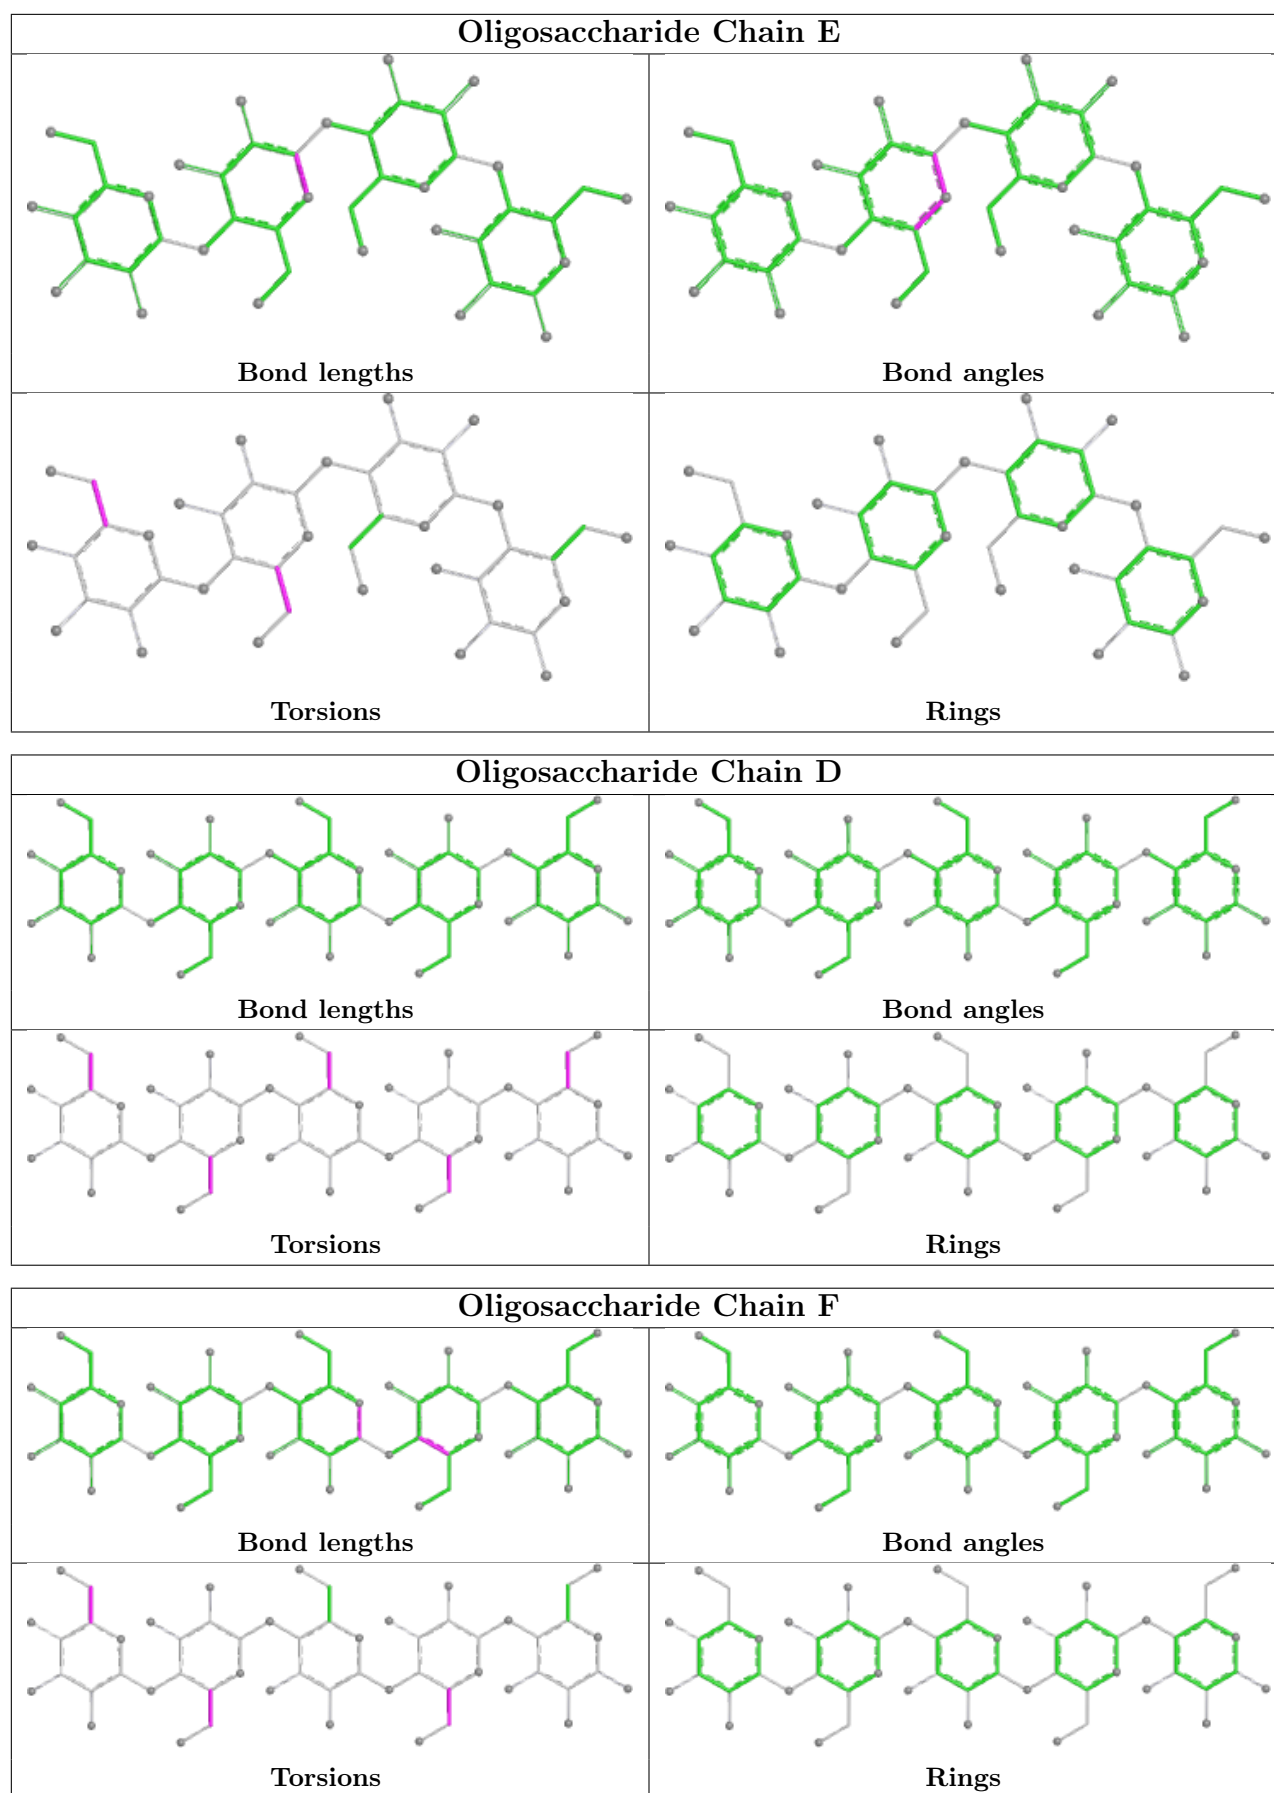 Oligosaccharide Chain E
Bond lengths
Bond angles
Torsions
Rings
Oligosaccharide Chain D
Bond lengths
Bond angles
Torsions
Rings
Oligosaccharide Chain F
Bond lengths
Bond angles
Torsions
Rings